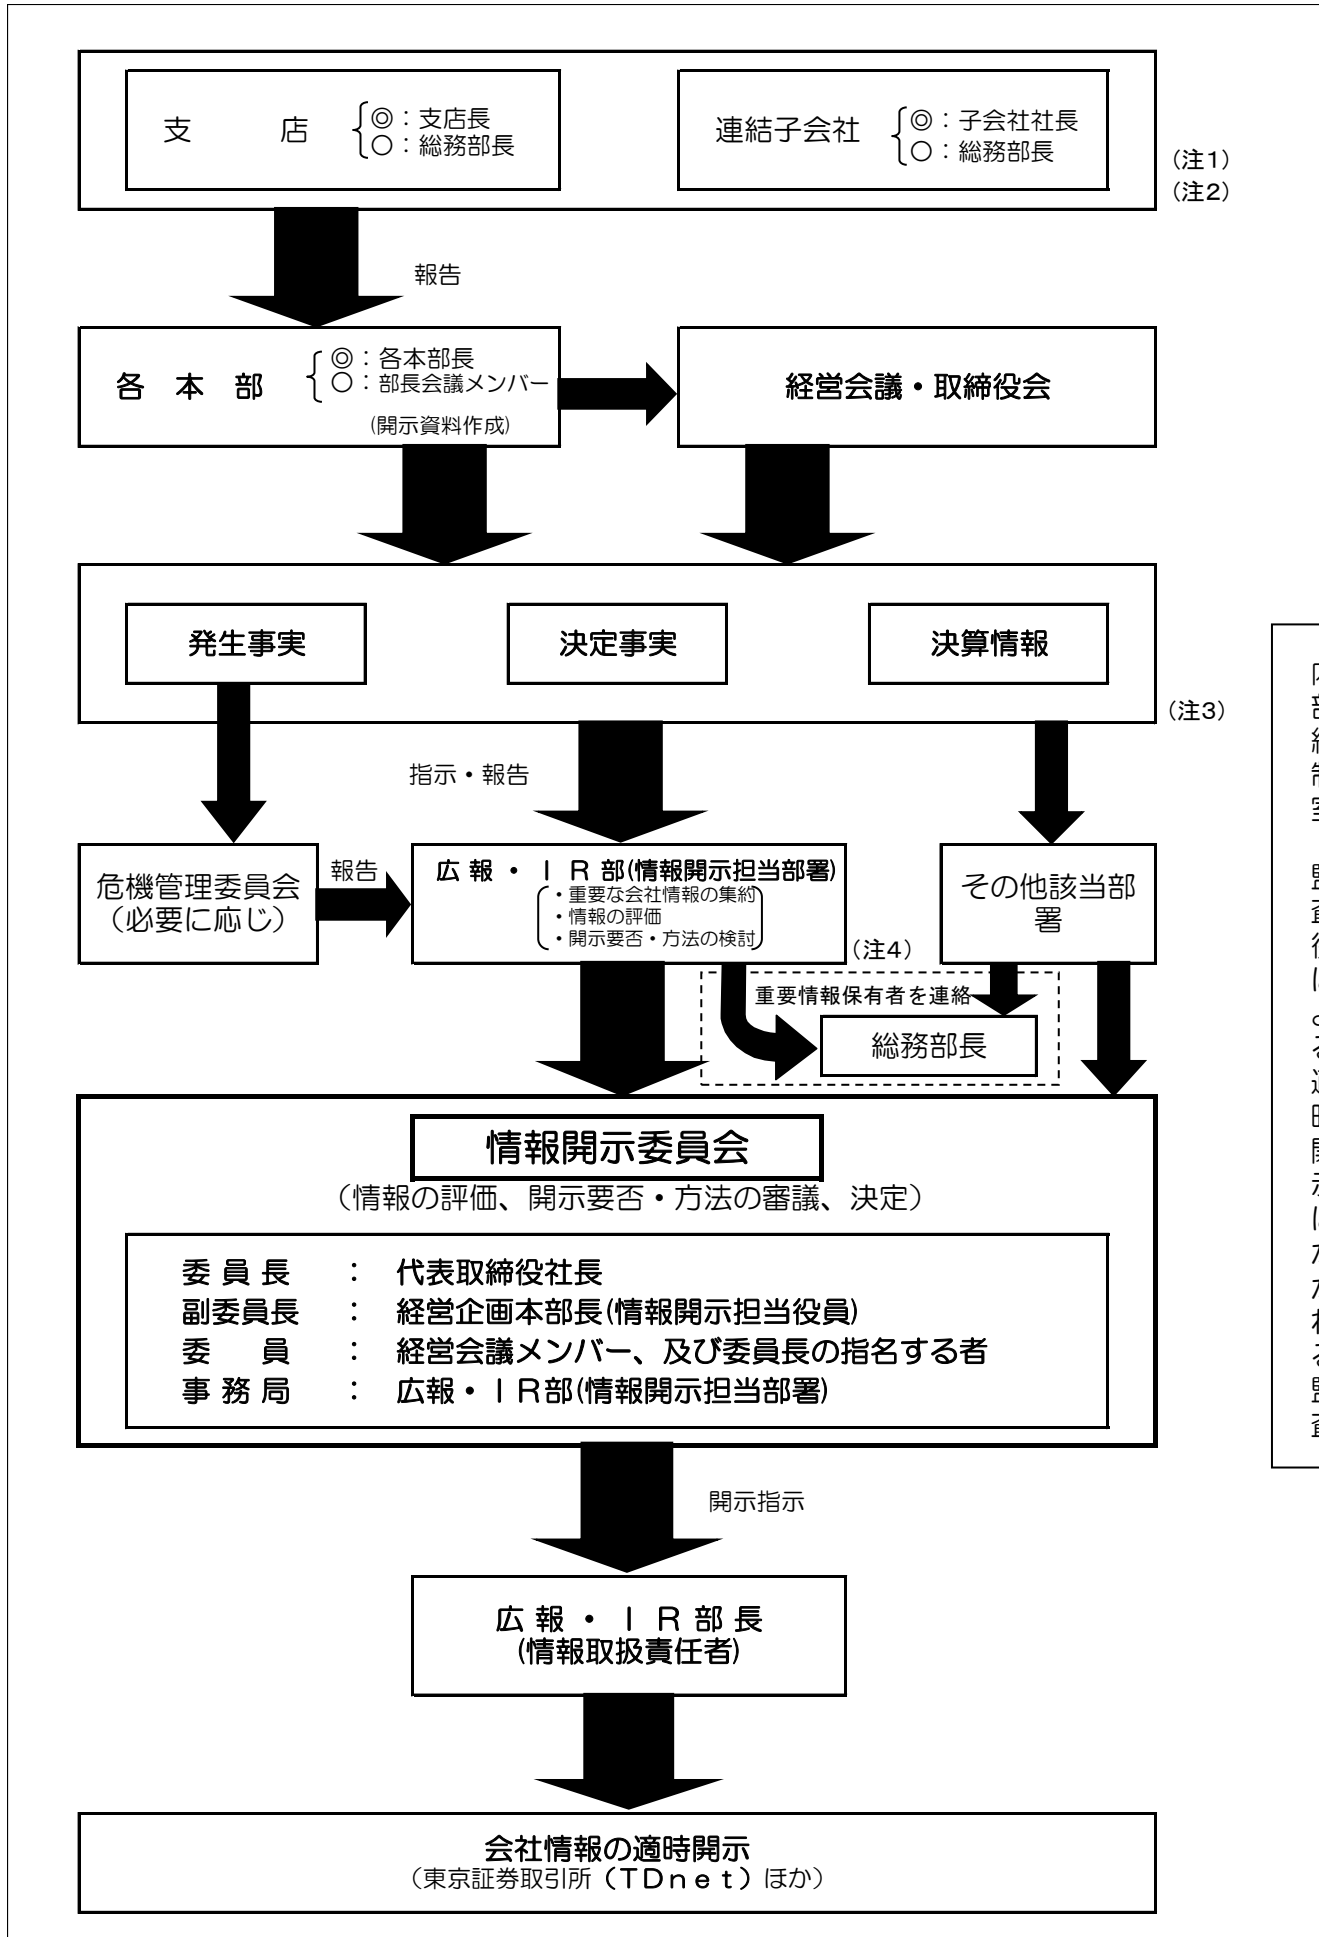 支　　店 ◎：支店長
○：総務部長
連結子会社 ◎：子会社社長
○：総務部長
（注1）
（注2）
報告
各 本 部 ◎：各本部長
○：部長会議メンバー
(開示資料作成)
経営会議・取締役会
発生事実
決定事実
決算情報
（注3）
指示・報告
危機管理委員会
（必要に応じ）
報告
広 報 ・ Ｉ Ｒ 部(情報開示担当部署)
・重要な会社情報の集約
・情報の評価
・開示要否・方法の検討
（注4）
その他該当部
署
重要情報保有者を連絡
総務部長
情報開示委員会
（情報の評価、開示要否・方法の審議、決定）
委 員 長　：　代表取締役社長
副委員長　：　経営企画本部長(情報開示担当役員)
委　　員　：　経営会議メンバー、及び委員長の指名する者
事 務 局　：　広報・ＩＲ部(情報開示担当部署)
開示指示
広 報 ・ Ｉ Ｒ 部 長
(情報取扱責任者)
会社情報の適時開示
（東京証券取引所（ＴＤｎｅｔ）ほか）